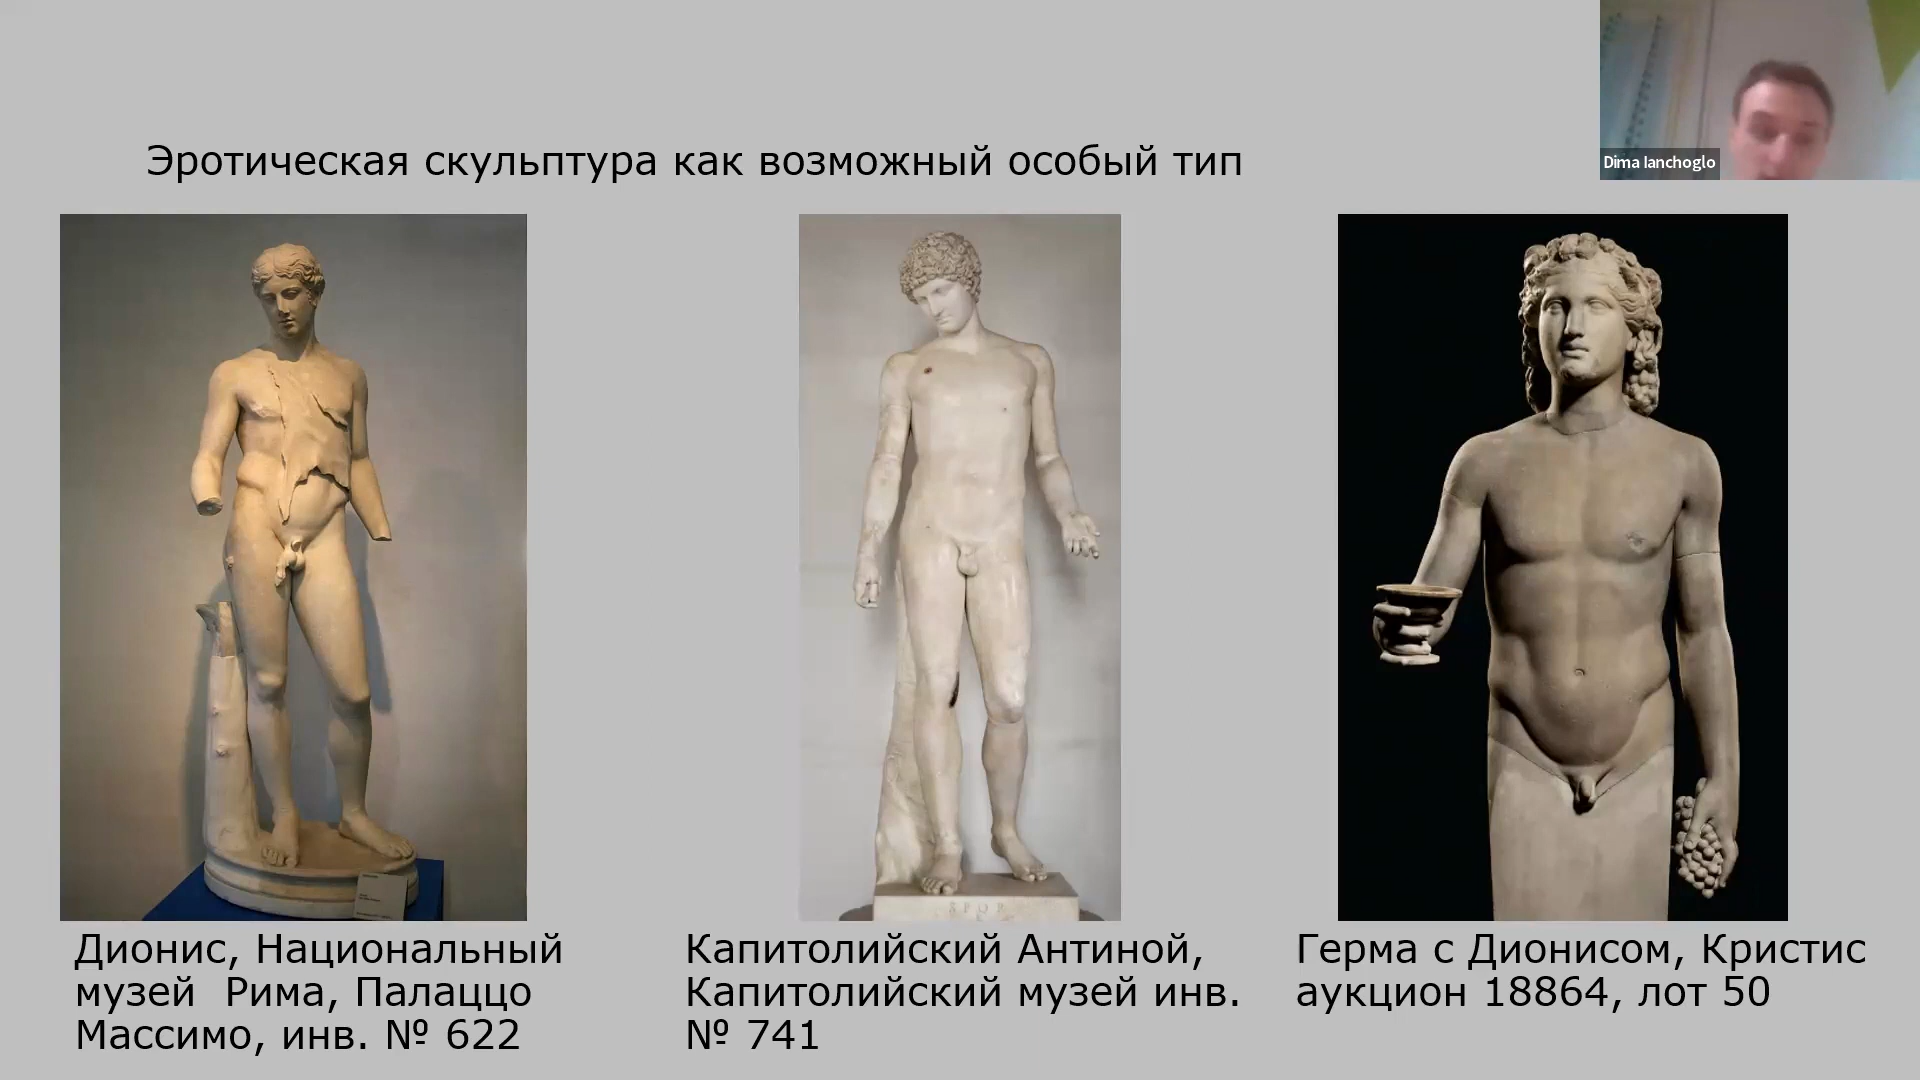 Dima Ianchoglo
Эротическая скульптура как возможный особый тип
SPQR
Дионис, Национальный
музей Рима, Палаццо
Массимо, инв. № 622
Капитолийский Антиной,
Капитолийский музей инв.
№ 741
Герма с Дионисом, Кристис
аукцион 18864, лот 50